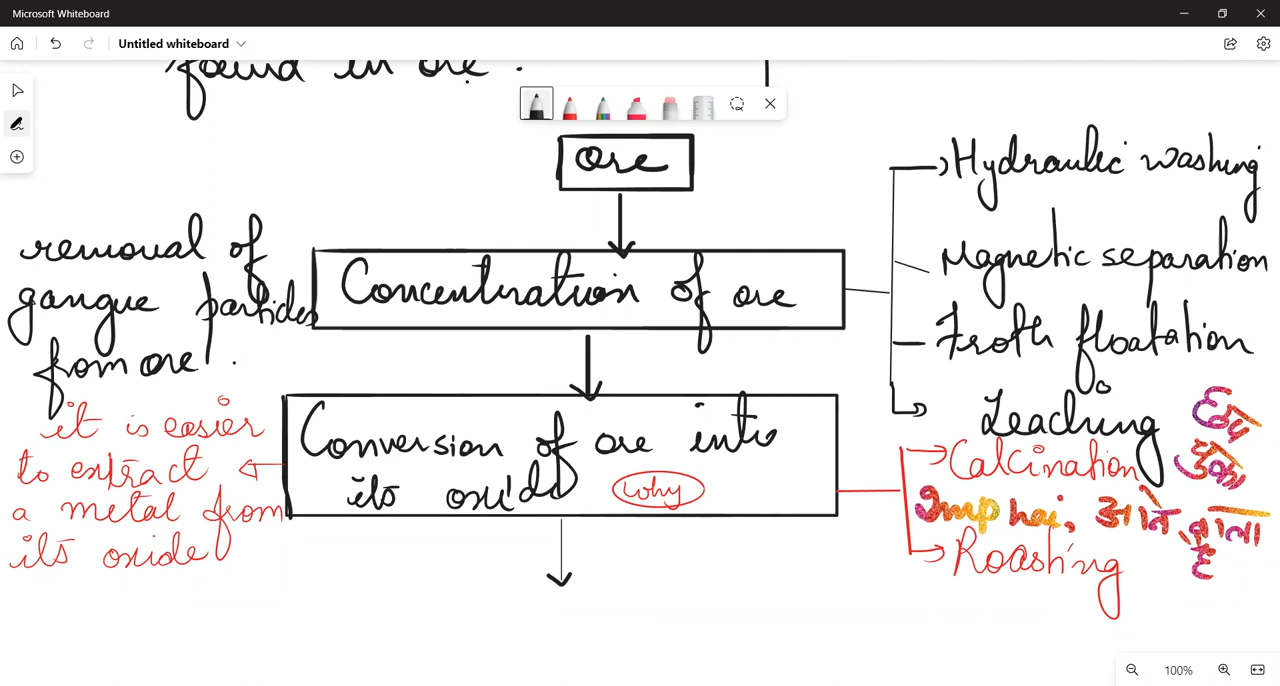 Microsoft Whiteboard
Untitled whiteboard
found in ore .
ore
Hydraulic washing
Magnetic separation
Froth floatation
Leaching
removal of
gangue particles
from ore .
Concentration of ore
Conversion of ore into
its oxide why
it is easier
to extract
a metal from
its oxide
Calcination
Imp hai,
Roasting
100%